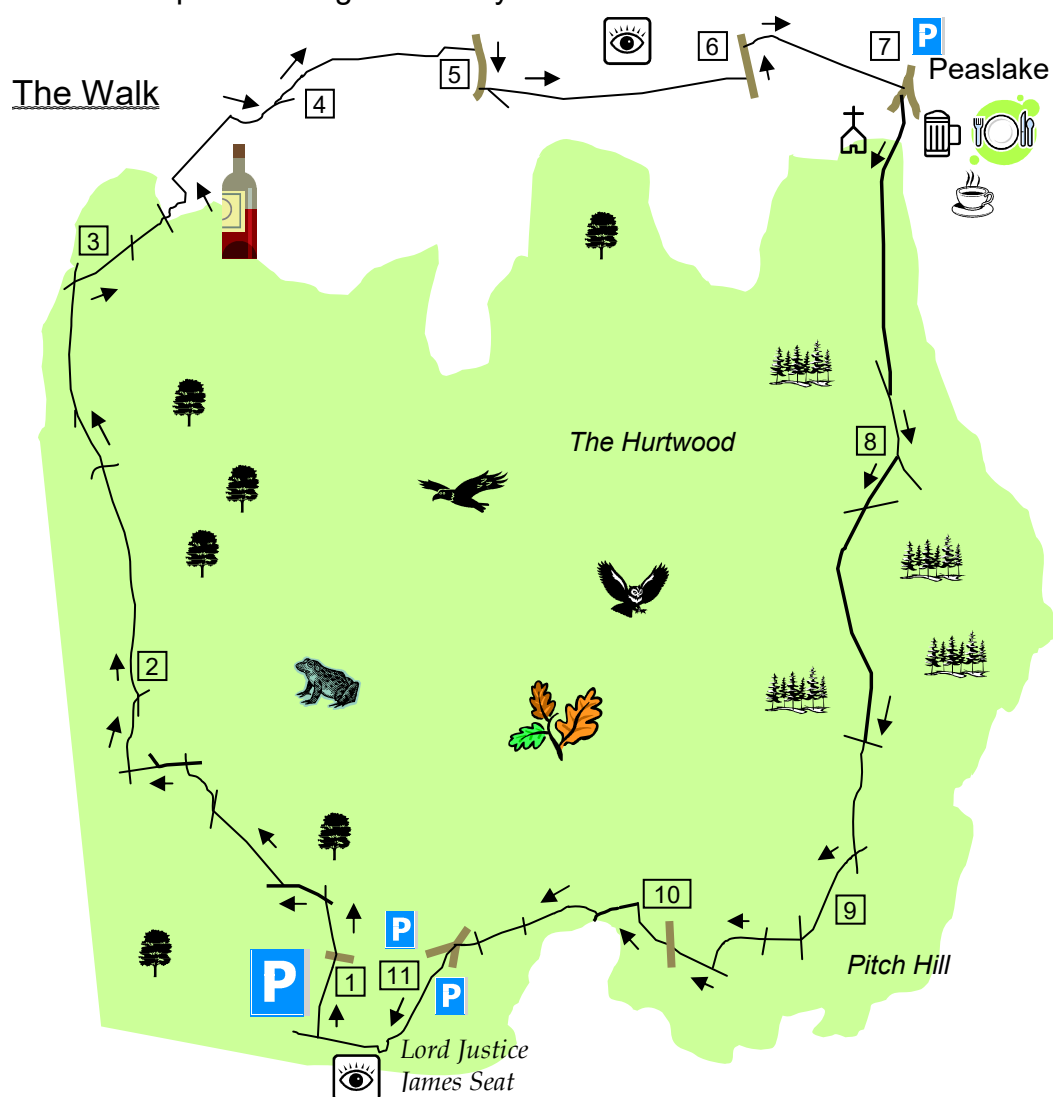 The Walk
5
6
7
P
Peaslake
4
3
The Hurtwood
8
2
10
9
P
Pitch Hill
P
1
11
P
Lord Justice
James Seat